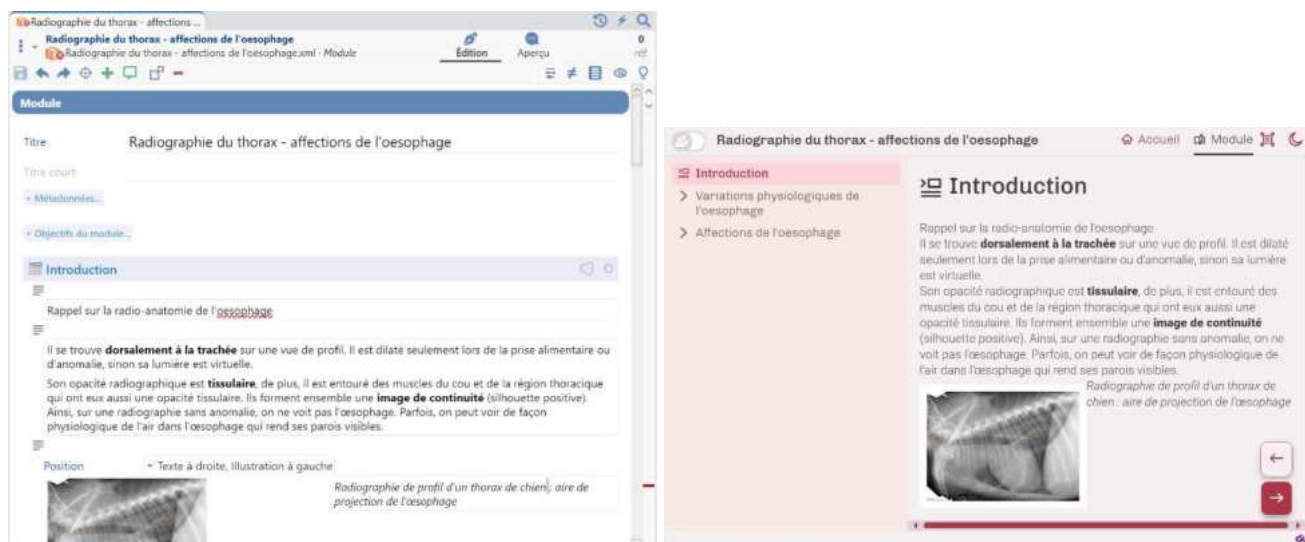 Radiographie du thorax - affections ...
Radiographie du thorax - affections de l'oesophage
Radiographie du thorax - affections de l'oesophage.xml · Module
Édition
Aperçu
0
réf.
Module
Titre
Radiographie du thorax - affections de l'oesophage
Titre court
+ Métadonnées...
+ Objectifs du module...
Introduction
Rappel sur la radio-anatomie de l'oesophage
Il se trouve dorsalement à la trachée sur une vue de profil. Il est dilaté seulement lors de la prise alimentaire ou
d'anomalie, sinon sa lumière est virtuelle.
Son opacité radiographique est tissulaire, de plus, il est entouré des muscles du cou et de la région thoracique
qui ont eux aussi une opacité tissulaire. Ils forment ensemble une image de continuité (silhouette positive).
Ainsi, sur une radiographie sans anomalie, on ne voit pas l'œsophage. Parfois, on peut voir de façon
physiologique de l'air dans l'œsophage qui rend ses parois visibles.
Position
Texte à droite, Illustration à gauche
Radiographie de profil d'un thorax de chien : aire de
projection de l'œsophage
Radiographie du thorax - affections de l'oesophage
Accueil
Module
Introduction
Variations physiologiques de
l'oesophage
Affections de l'oesophage
Introduction
Rappel sur la radio-anatomie de l'oesophage
Il se trouve dorsalement à la trachée sur une vue de profil. Il est dilaté
seulement lors de la prise alimentaire ou d'anomalie, sinon sa lumière
est virtuelle.
Son opacité radiographique est tissulaire, de plus, il est entouré des
muscles du cou et de la région thoracique qui ont eux aussi une
opacité tissulaire. Ils forment ensemble une image de continuité
(silhouette positive). Ainsi, sur une radiographie sans anomalie, on ne
voit pas l'œsophage. Parfois, on peut voir de façon physiologique de
l'air dans l'œsophage qui rend ses parois visibles.
Radiographie de profil d'un thorax de
chien : aire de projection de l'œsophage